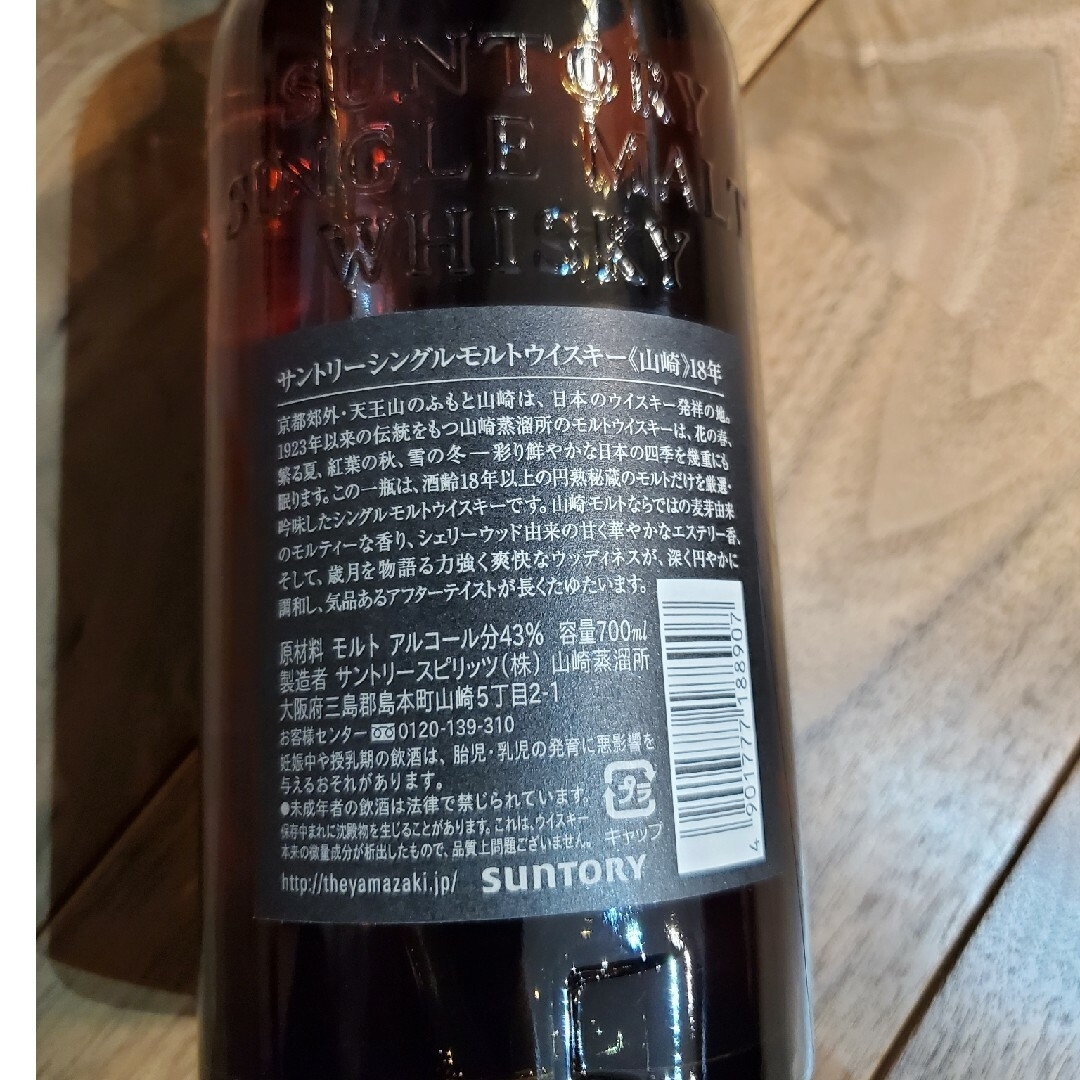 SUNTORY
SINGLE MALT
WHISKY
サントリーシングルモルトウイスキー《山崎》18年
京都郊外・天王山のふもと山崎は、日本のウイスキー発祥の地。
1923年以来の伝統をもつ山崎蒸溜所のモルトウイスキーは、花の春、
繁る夏、紅葉の秋、雪の冬―彩り鮮やかな日本の四季を幾重にも
眠ります。この一瓶は、酒齢18年以上の円熟秘蔵のモルトだけを厳選・
吟味したシングルモルトウイスキーです。山崎モルトならではの麦芽由来
のモルティーな香り、シェリーウッド由来の甘く華やかなエステリー香、
そして、歳月を物語る力強く爽快なウッディネスが、深く円やかに
調和し、気品あるアフターテイストが長くたゆたいます。
原材料 モルト アルコール分43% 容量700ml
製造者 サントリースピリッツ(株) 山崎蒸溜所
大阪府三島郡島本町山崎5丁目2-1
お客様センター 0120-139-310
妊娠中や授乳期の飲酒は、胎児・乳児の発育に悪影響を
与えるおそれがあります。
●未成年者の飲酒は法律で禁じられています。
保存中まれに沈殿物を生じることがあります。これは、ウイスキー
本来の微量成分が析出したもので、品質上問題ございません。
プラ
キャップ
http://theyamazaki.jp/ SUNTORY
4 901777 188907